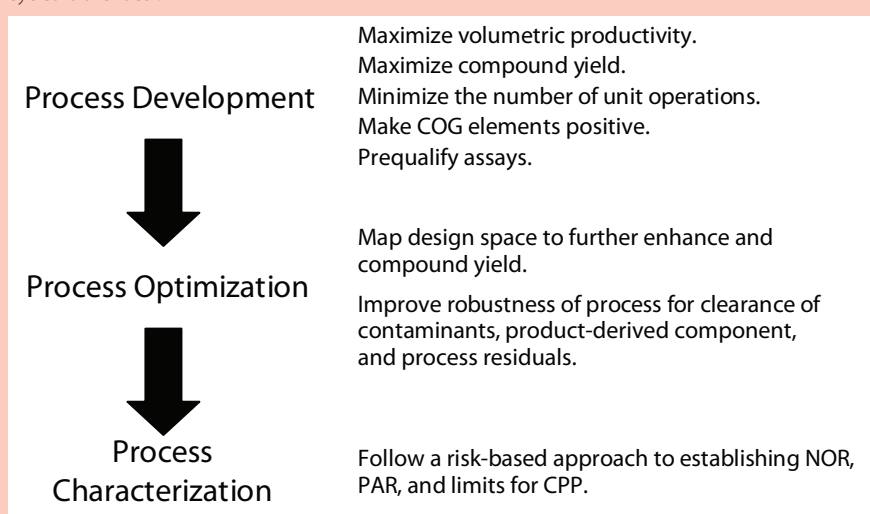 Process Development
Maximize volumetric productivity.
Maximize compound yield.
Minimize the number of unit operations.
Make COG elements positive.
Prequalify assays.
Process Optimization
Map design space to further enhance and
compound yield.
Improve robustness of process for clearance of
contaminants, product-derived component,
and process residuals.
Process
Characterization
Follow a risk-based approach to establishing NOR,
PAR, and limits for CPP.